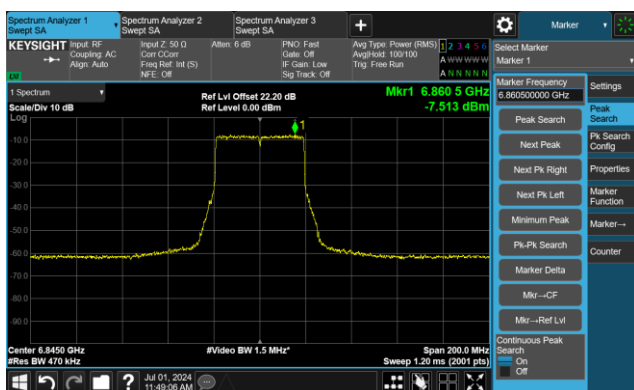 Spectrum Analyzer 1
Swept SA
Spectrum Analyzer 2
Swept SA
Spectrum Analyzer 3
Swept SA
+
Marker
KEYSIGHT
Input: RF
Coupling: AC
Align: Auto
Input Z: 50 Ω
Corr CCorr
Freq Ref: Int (S)
NFE: Off
Atten: 6 dB
PNO: Fast
Gate: Off
IF Gain: Low
Sig Track: Off
Avg Type: Power (RMS)
Avg|Hold: 100/100
Trig: Free Run
1 2 3 4 5 6
A W W W W W
A N N N N N
LXI
Select Marker
Marker 1
1 Spectrum
Scale/Div 10 dB
Log
Ref Lvl Offset 22.20 dB
Ref Level 0.00 dBm
Mkr1 6.860 5 GHz
-7.513 dBm
1
-10.0
-20.0
-30.0
-40.0
-50.0
-60.0
-70.0
-80.0
-90.0
Center 6.8450 GHz
#Res BW 470 kHz
#Video BW 1.5 MHz*
Span 200.0 MHz
Sweep 1.20 ms (2001 pts)
Marker Frequency
6.860500000 GHz
Peak Search
Next Peak
Next Pk Right
Next Pk Left
Minimum Peak
Pk-Pk Search
Marker Delta
Mkr→CF
Mkr→Ref Lvl
Continuous Peak
Search
On
Off
Settings
Peak
Search
Pk Search
Config
Properties
Marker
Function
Marker→
Counter
?
Jul 01, 2024
11:49:06 AM